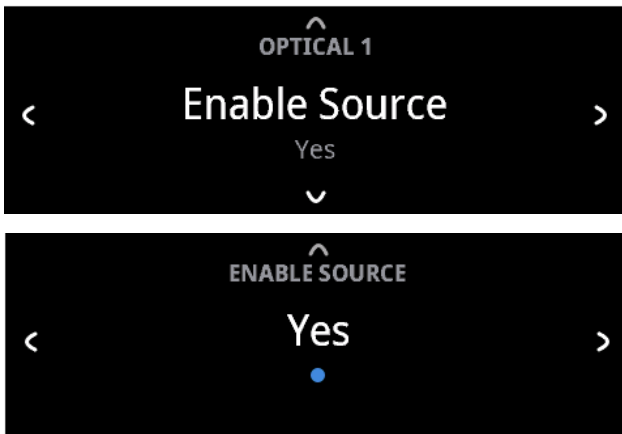 OPTICAL 1
Enable Source
Yes
ENABLE SOURCE
Yes